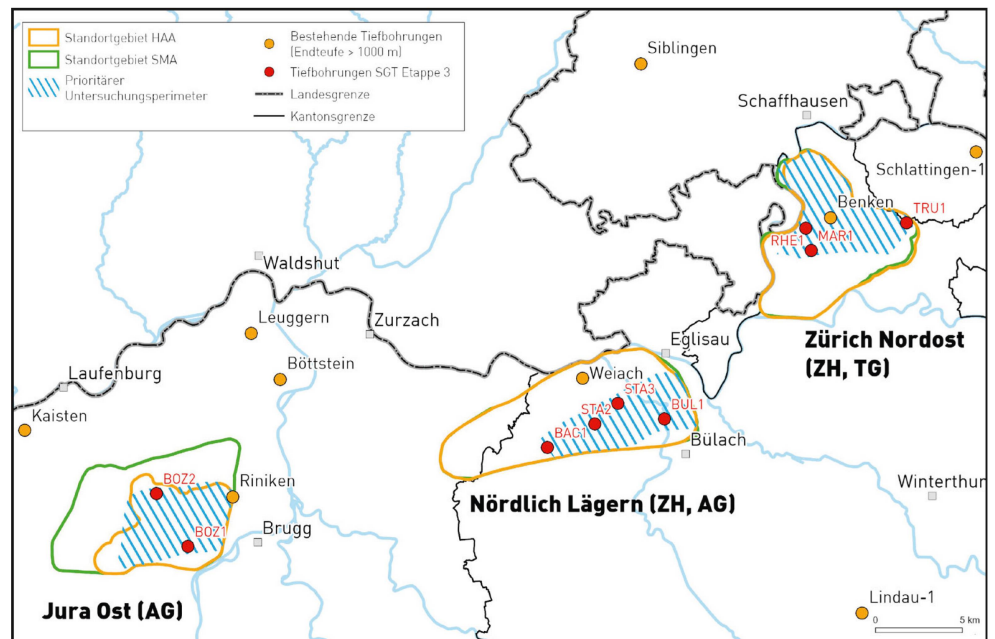 Standortgebiet HAA
Standortgebiet SMA
Prioritärer
Untersuchungsperimeter
Bestehende Tiefbohrungen
(Endteufe > 1000 m)
Tiefbohrungen SGT Etappe 3
Landesgrenze
Kantonsgrenze
Siblingen
Schaffhausen
Schlattingen-1
Benken
TRU1
RHE1
MAR1
Zürich Nordost
(ZH, TG)
Waldshut
Leuggern
Zurzach
Böttstein
Laufenburg
Kaisten
Eglisau
Weiach
STA3
STA2
BUL1
BAC1
Bülach
Nördlich Lägern (ZH, AG)
Winterthur
Riniken
BOZ2
BOZ1
Brugg
Jura Ost (AG)
Lindau-1
0
5 km